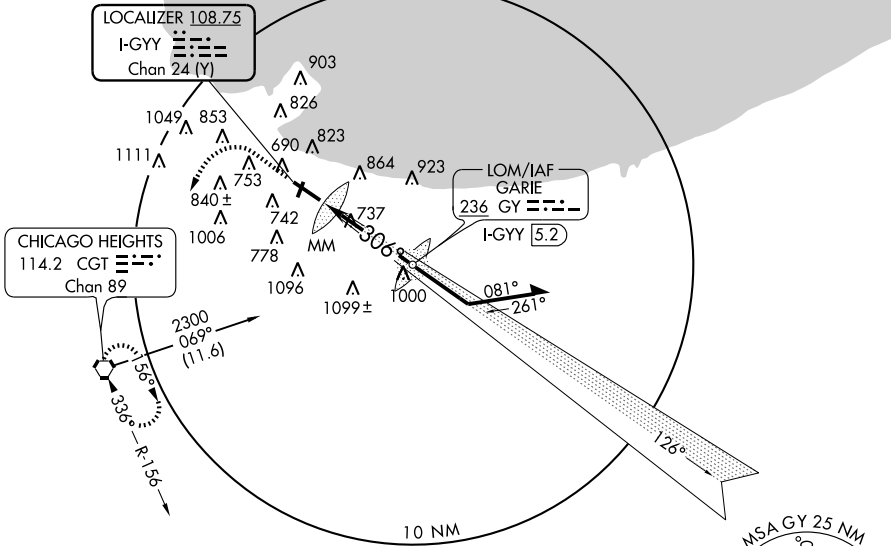 LOCALIZER 108.75
I-GYY
Chan 24 (Y)
903
826
1049
853
823
690
1111
864
923
753
LOM/IAF
GARIE
236 GY
I-GYY 5.2
840±
742
737
1006
MM
778
306°
CHICAGO HEIGHTS
114.2 CGT
Chan 89
1096
1099±
1000
081°
261°
2300
069°
(11.6)
156°
336°
R-156
126°
10 NM
MSA GY 25 NM